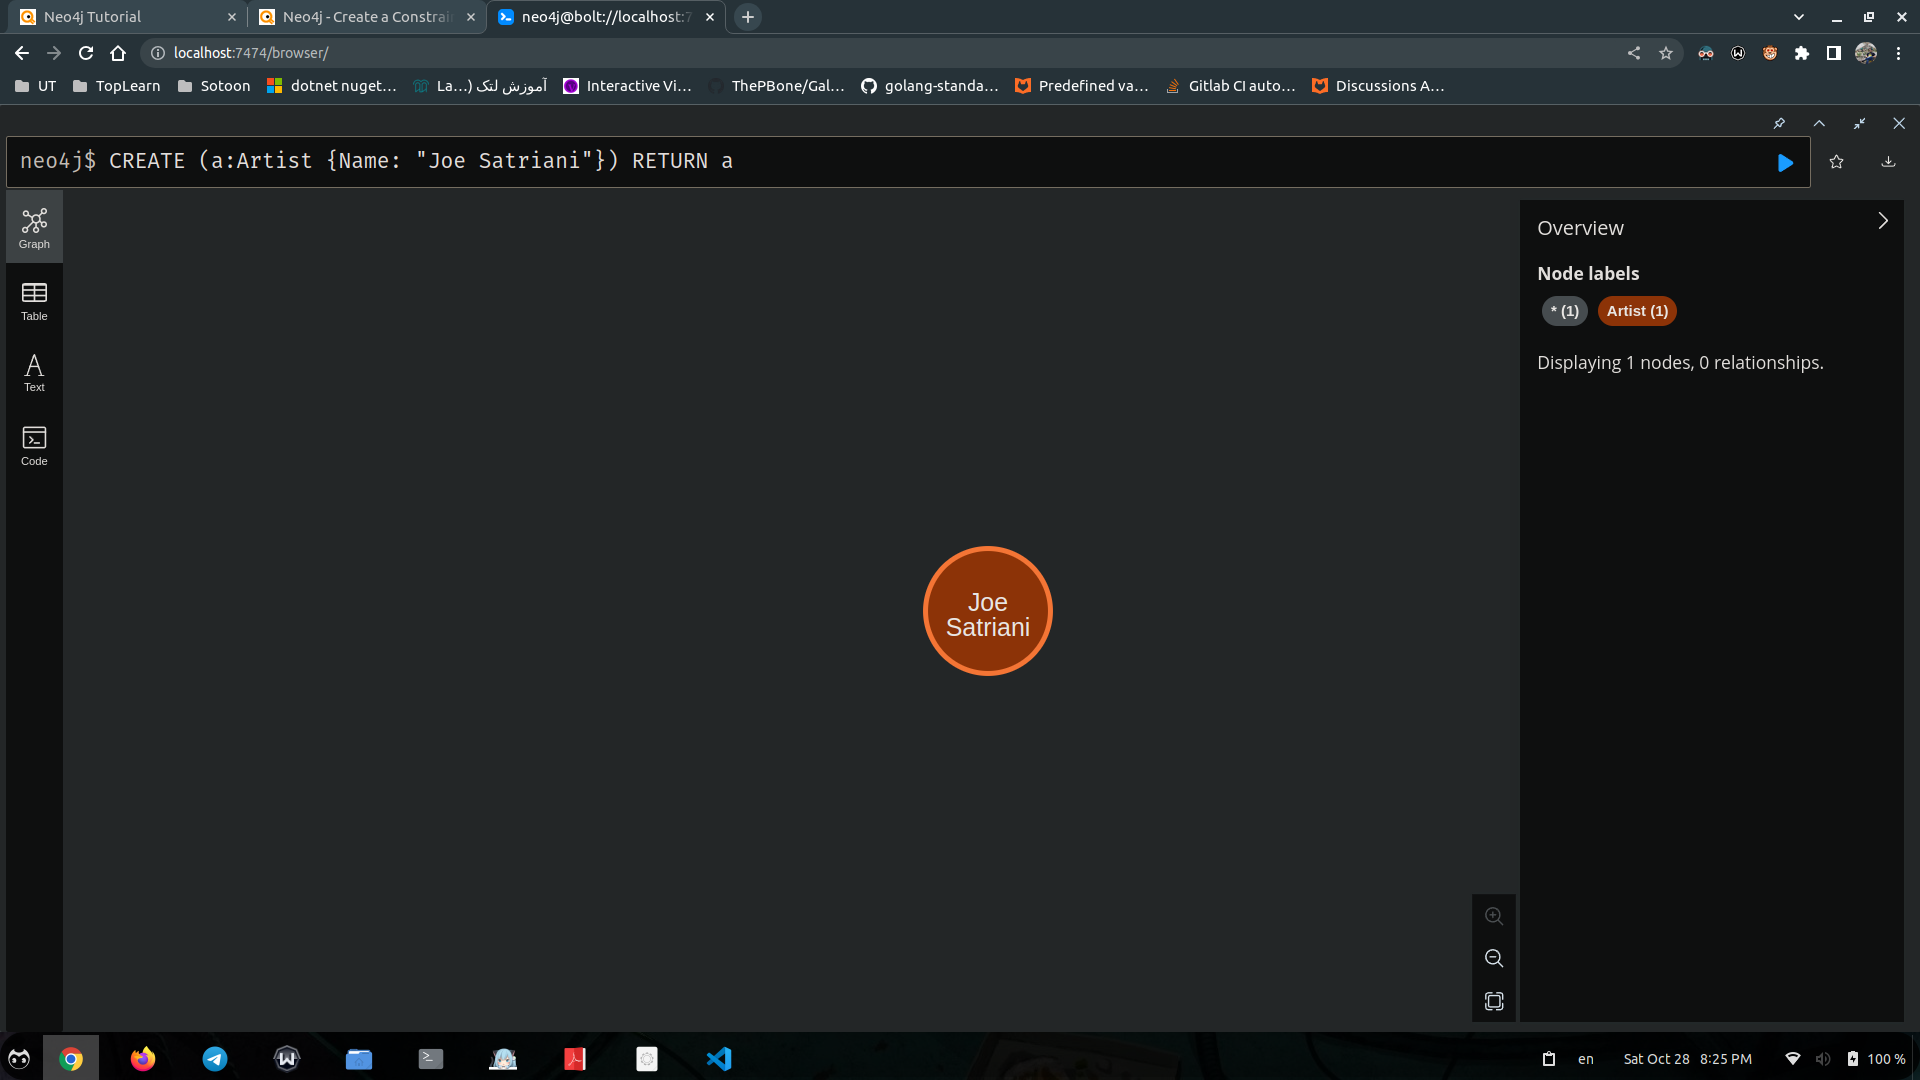 Neo4j Tutorial
Neo4j - Create a Constrai
neo4j@bolt://localhost:7
localhost:7474/browser/
UT
TopLearn
Sotoon
dotnet nuget...
آموزش لتک (...La
Interactive Vi...
ThePBone/Gal...
golang-standa...
Predefined va...
Gitlab CI auto...
Discussions A...
neo4j$ CREATE (a:Artist {Name: "Joe Satriani"}) RETURN a
Graph
Table
Text
Code
Joe
Satriani
Overview
Node labels
* (1) Artist (1)
Displaying 1 nodes, 0 relationships.
en
Sat Oct 28 8:25 PM
100 %